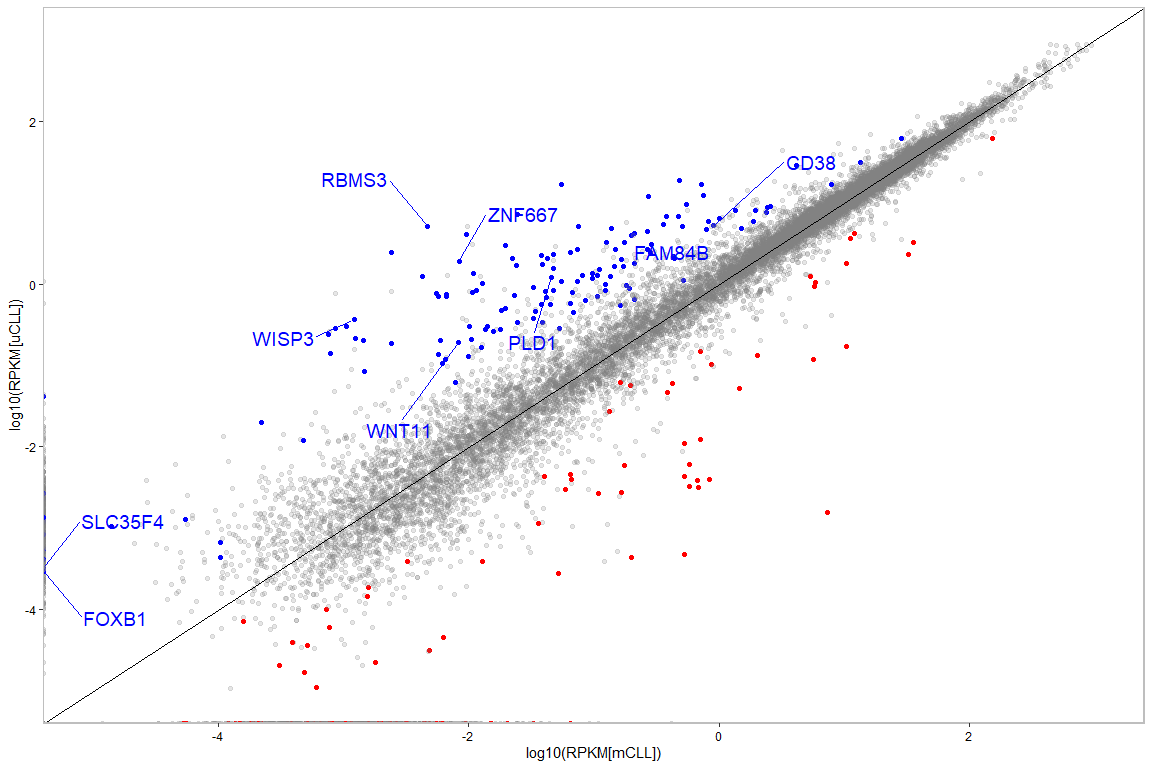 2
0
-2
-4
log10(RPKM[uCLL])
CD38
RBMS3
ZNF667
FAM84B
WISP3
PLD1
WNT11
SLC35F4
FOXB1
-4
-2
0
2
log10(RPKM[mCLL])